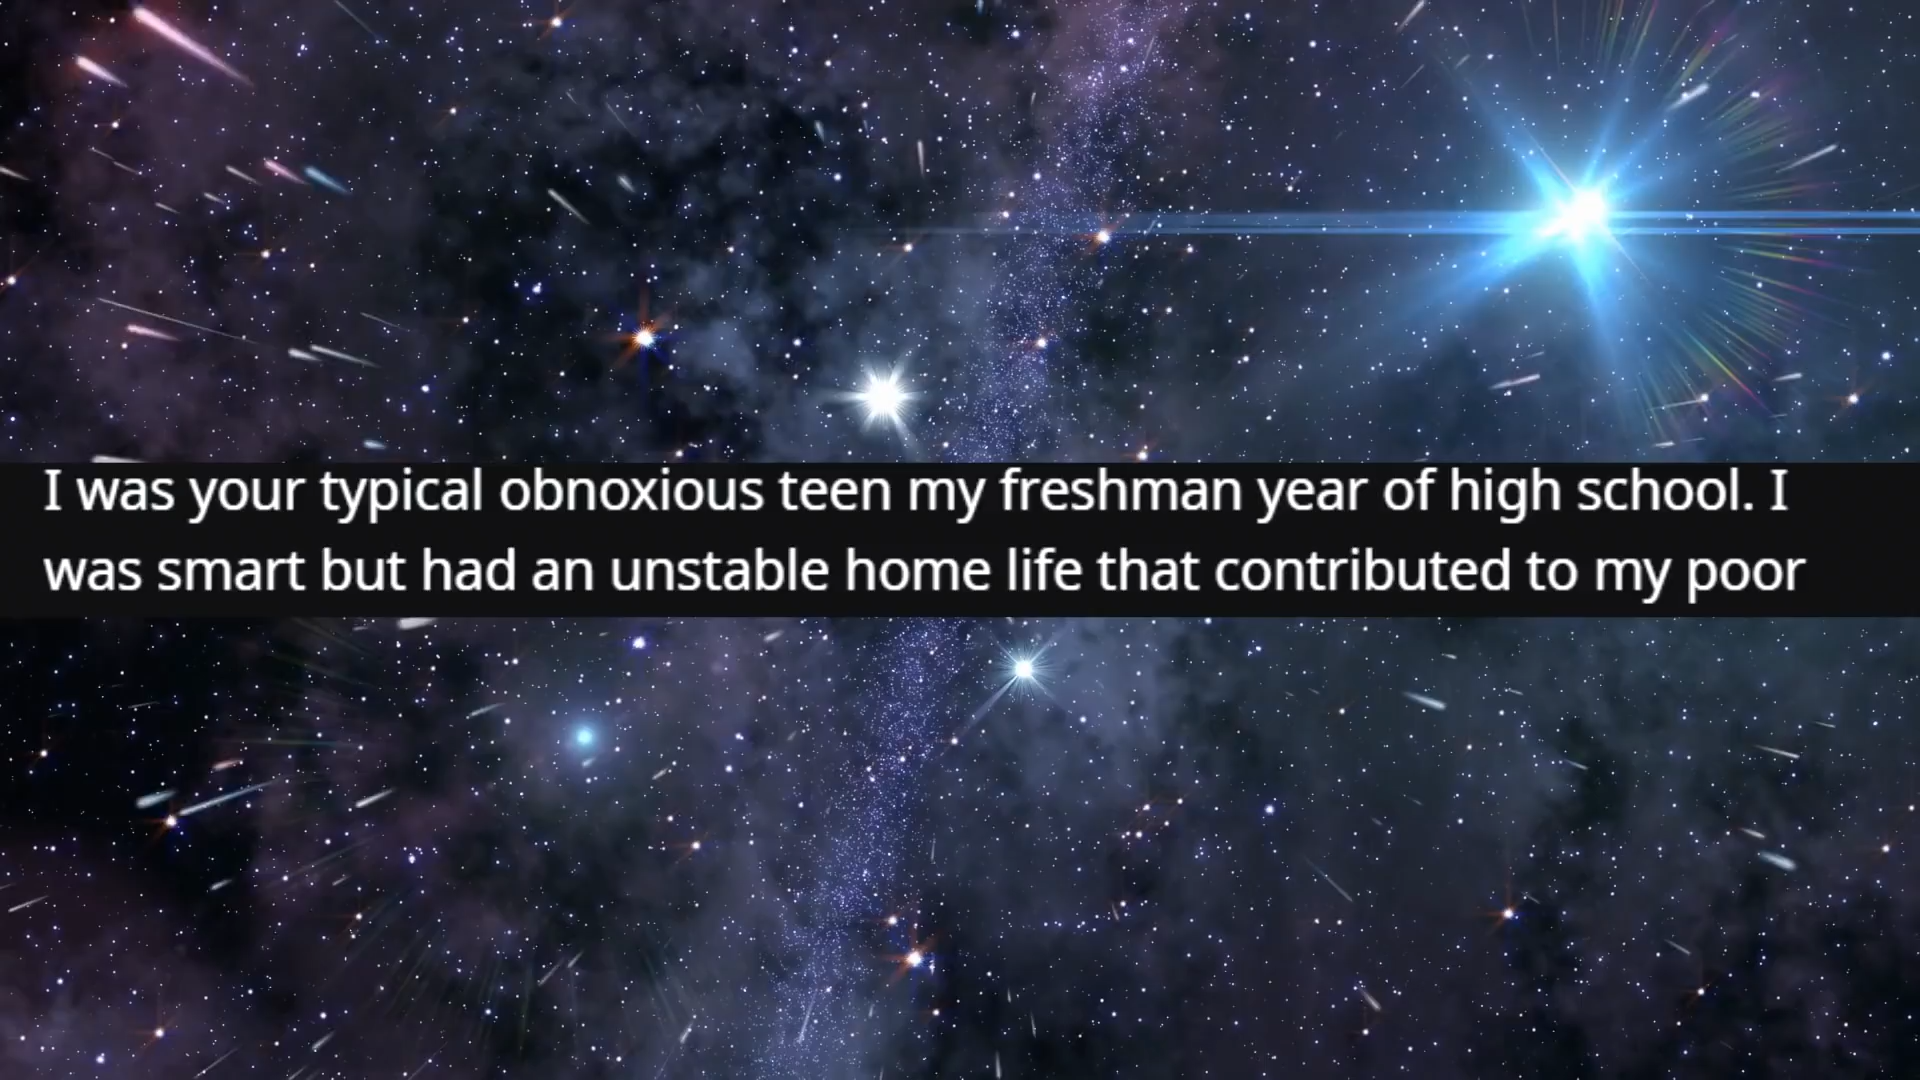 I was your typical obnoxious teen my freshman year of high school. I
was smart but had an unstable home life that contributed to my poor